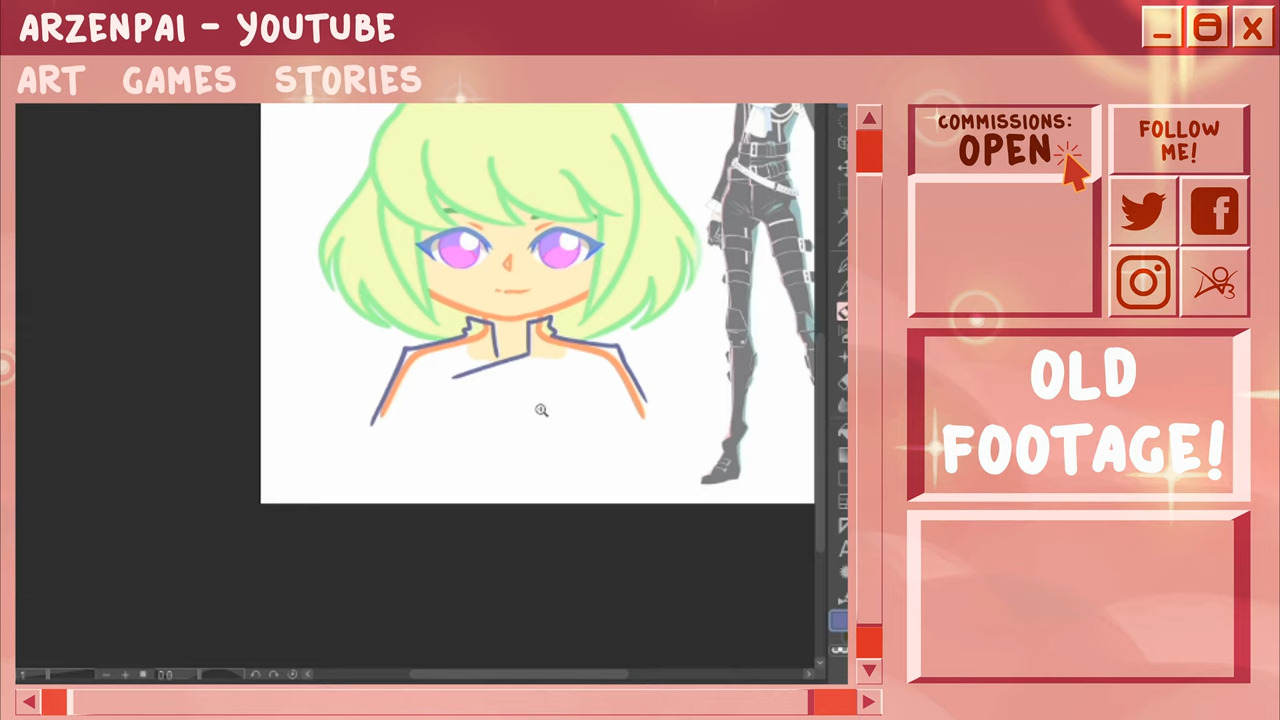 ARZENPAI - YOUTUBE
ART GAMES STORIES
COMMISSIONS:
OPEN
FOLLOW
ME!
OLD
FOOTAGE!